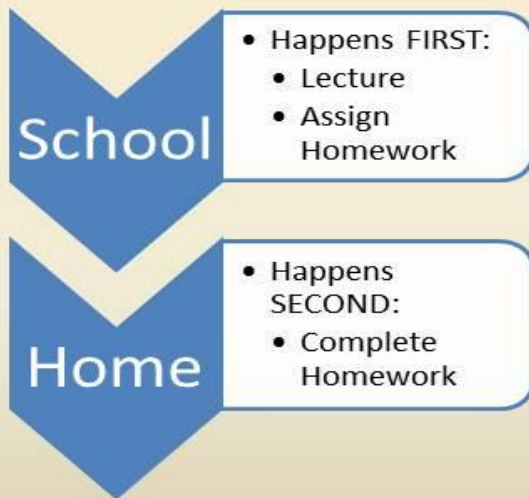 School
• Happens FIRST:
• Lecture
• Assign
Homework
Home
• Happens
SECOND:
• Complete
Homework